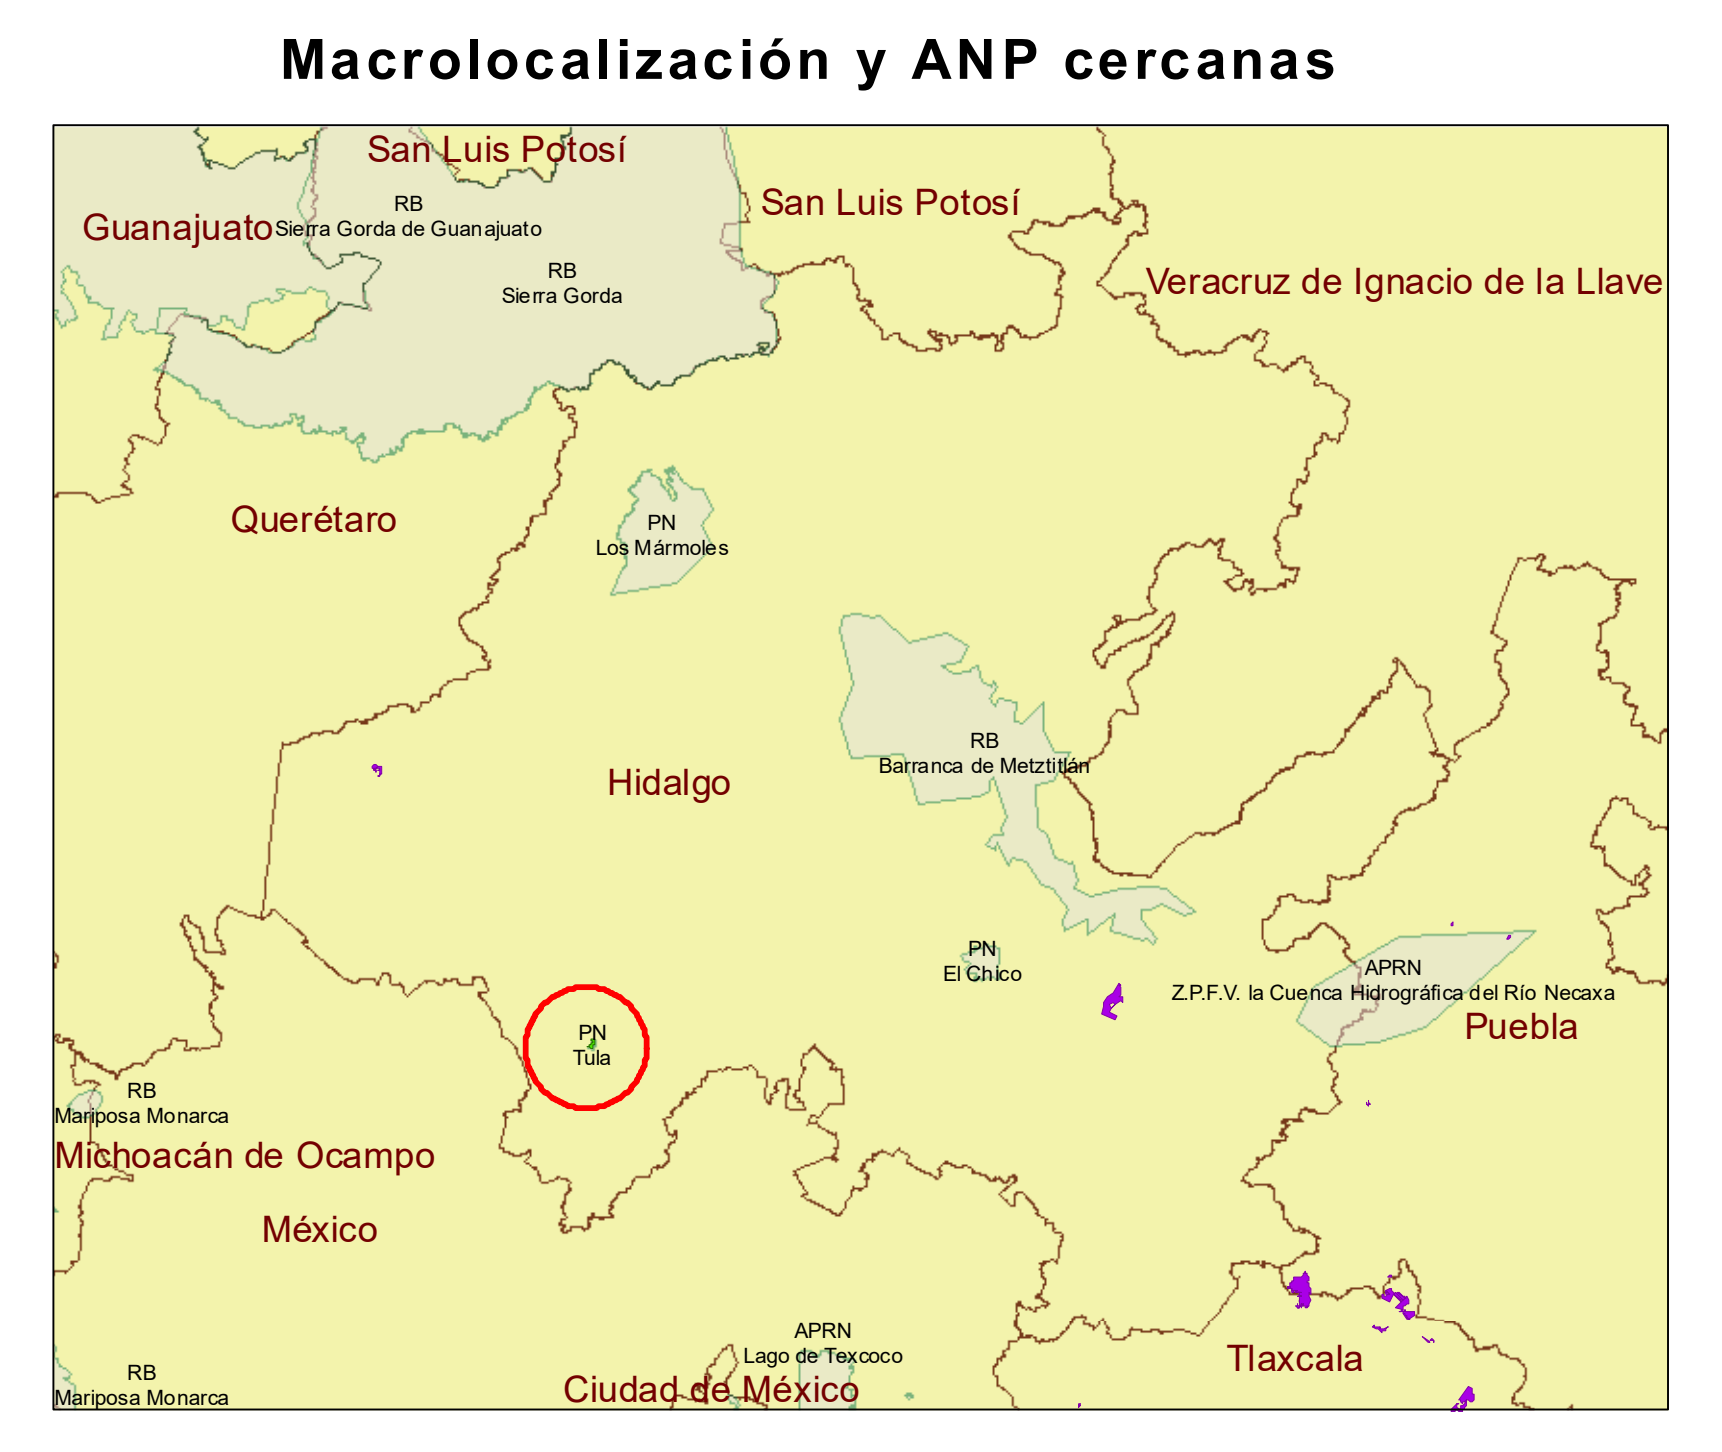 Macrolocalización y ANP cercanas
San Luis Potosí
San Luis Potosí
RB
Guanajuato
Sierra Gorda de Guanajuato
RB
Sierra Gorda
Veracruz de Ignacio de la Llave
Querétaro
PN
Los Mármoles
RB
Barranca de Metztitlán
Hidalgo
PN
El Chico
APRN
Z.P.F.V. la Cuenca Hidrográfica del Río Necaxa
Puebla
PN
Tula
RB
Mariposa Monarca
Michoacán de Ocampo
México
APRN
Lago de Texcoco
Tlaxcala
RB
Mariposa Monarca
Ciudad de México